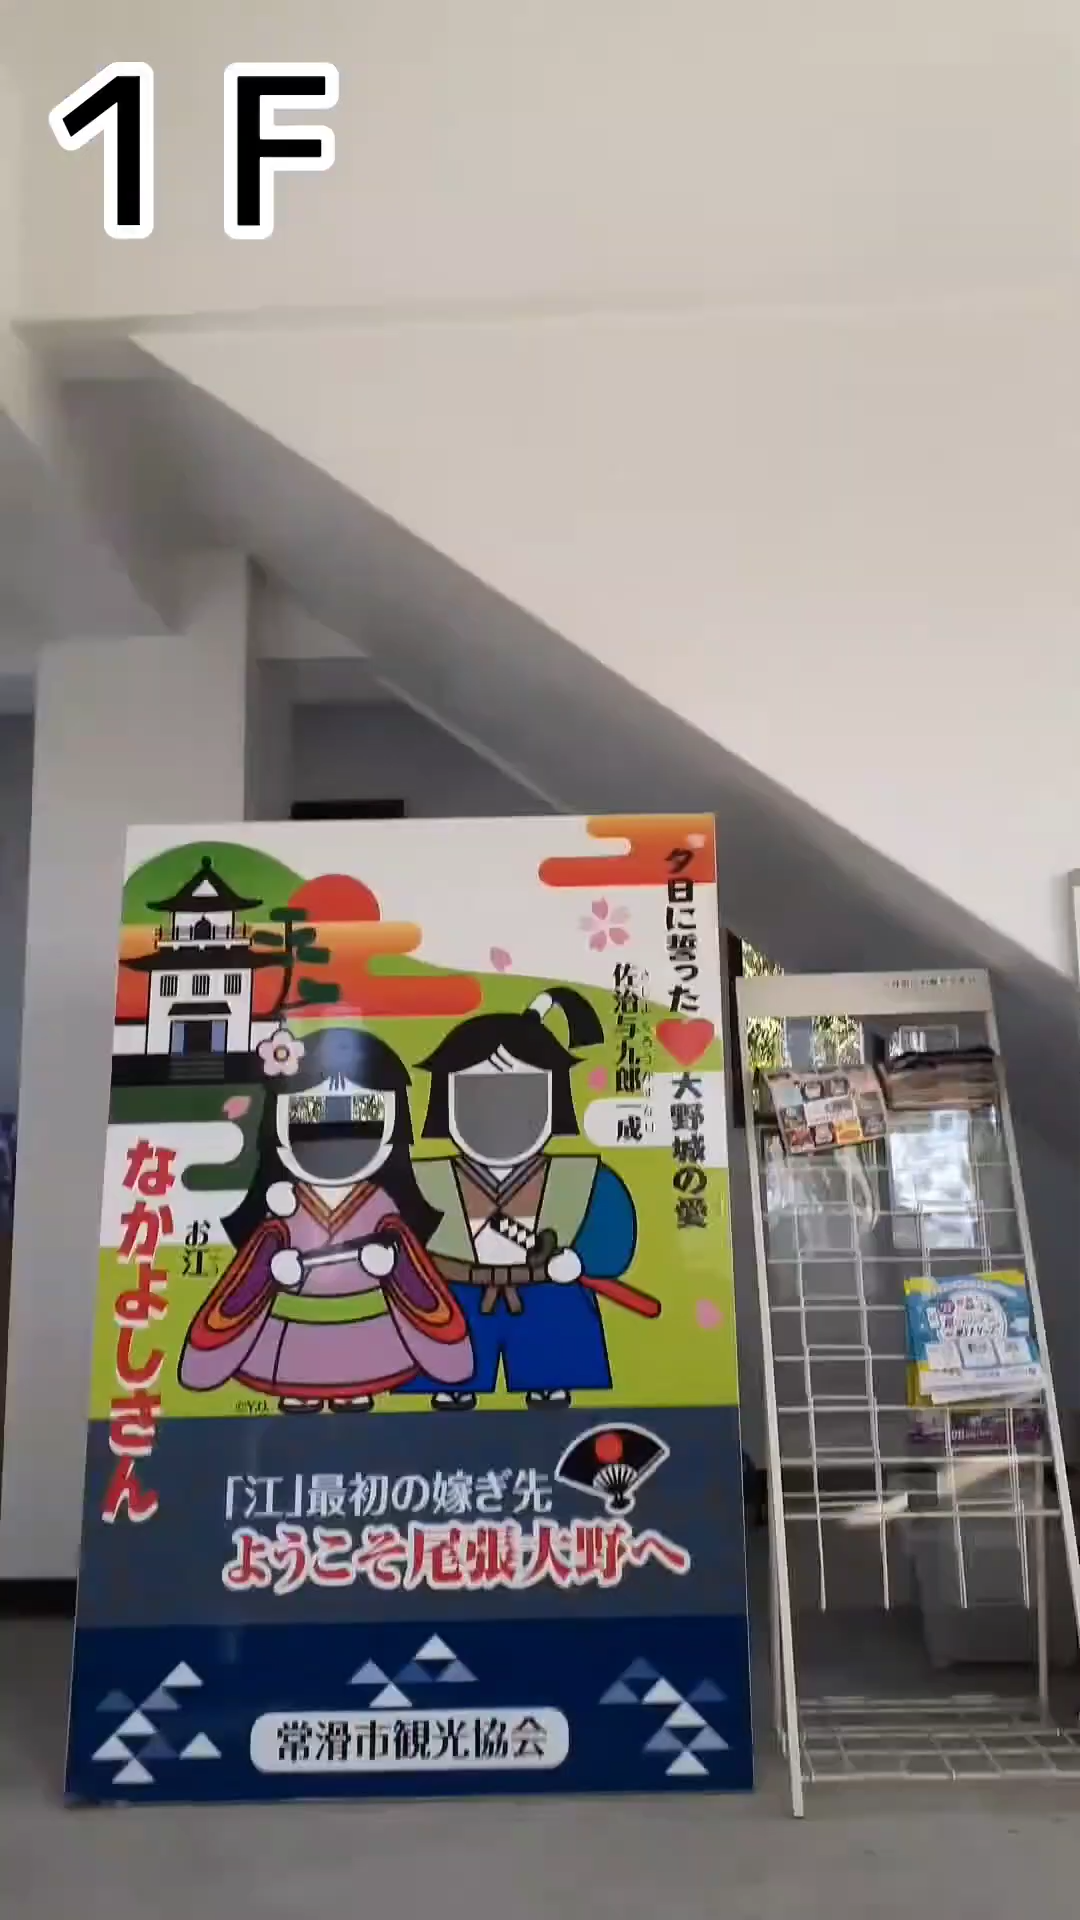 １Ｆ
夕日に誓った♥大野城の愛
佐治与九郎一成
お江
なかよしさん
©Y.O.
「江」最初の嫁ぎ先
ようこそ尾張大野へ
常滑市観光協会